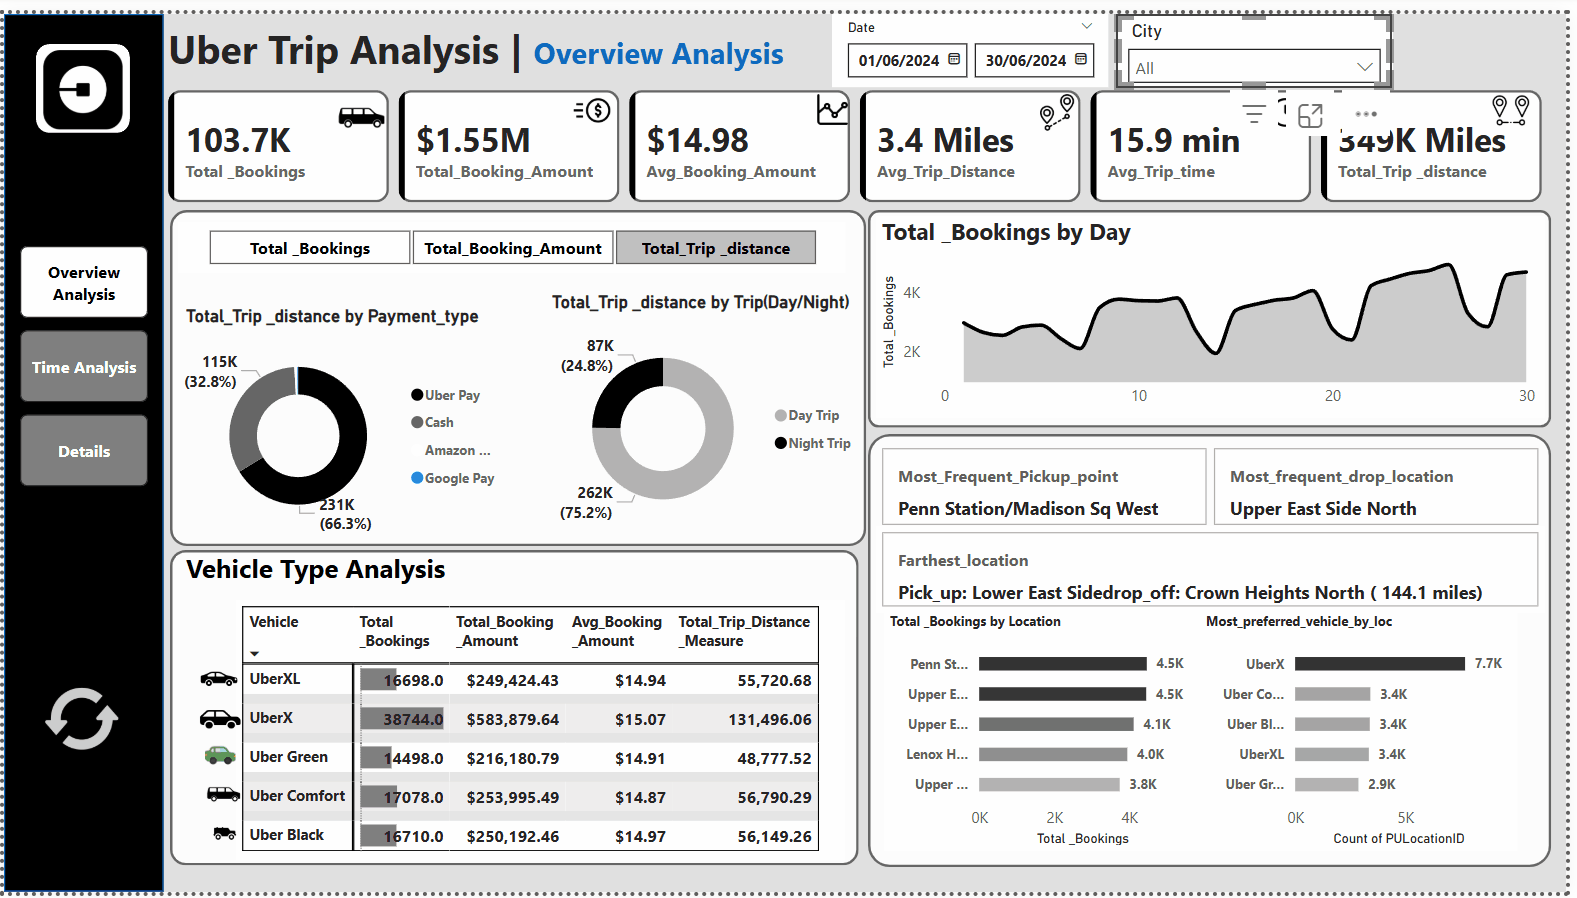 Uber Trip Analysis | Overview Analysis
Date
01/06/2024
30/06/2024
City
All
103.7K
Total _Bookings
$1.55M
Total_Booking_Amount
$14.98
Avg_Booking_Amount
3.4 Miles
Avg_Trip_Distance
15.9 min
Avg_Trip_time
349K Miles
Total_Trip _distance
Overview
Analysis
Time Analysis
Details
Total _Bookings
Total_Booking_Amount
Total_Trip _distance
Total_Trip _distance by Payment_type
115K
(32.8%)
231K
(66.3%)
Uber Pay
Cash
Amazon ...
Google Pay
Total_Trip _distance by Trip(Day/Night)
87K
(24.8%)
262K
(75.2%)
Day Trip
Night Trip
Total _Bookings by Day
Total _Bookings
4K
2K
0
10
20
30
Vehicle Type Analysis
Vehicle Total _Bookings Total_Booking_Amount Avg_Booking_Amount Total_Trip_Distance_Measure
UberXL 16698.0 $249,424.43 $14.94 55,720.68
UberX 38744.0 $583,879.64 $15.07 131,496.06
Uber Green 14498.0 $216,180.79 $14.91 48,777.52
Uber Comfort 17078.0 $253,995.49 $14.87 56,790.29
Uber Black 16710.0 $250,192.46 $14.97 56,149.26
Most_Frequent_Pickup_point
Penn Station/Madison Sq West
Most_frequent_drop_location
Upper East Side North
Farthest_location
Pick_up: Lower East Sidedrop_off: Crown Heights North ( 144.1 miles)
Total _Bookings by Location
Penn St... 4.5K
Upper E... 4.5K
Upper E... 4.1K
Lenox H... 4.0K
Upper ... 3.8K
0K 2K 4K
Total _Bookings
Most_preferred_vehicle_by_loc
UberX 7.7K
Uber Co... 3.4K
Uber Bl... 3.4K
UberXL 3.4K
Uber Gr... 2.9K
0K 5K
Count of PULocationID